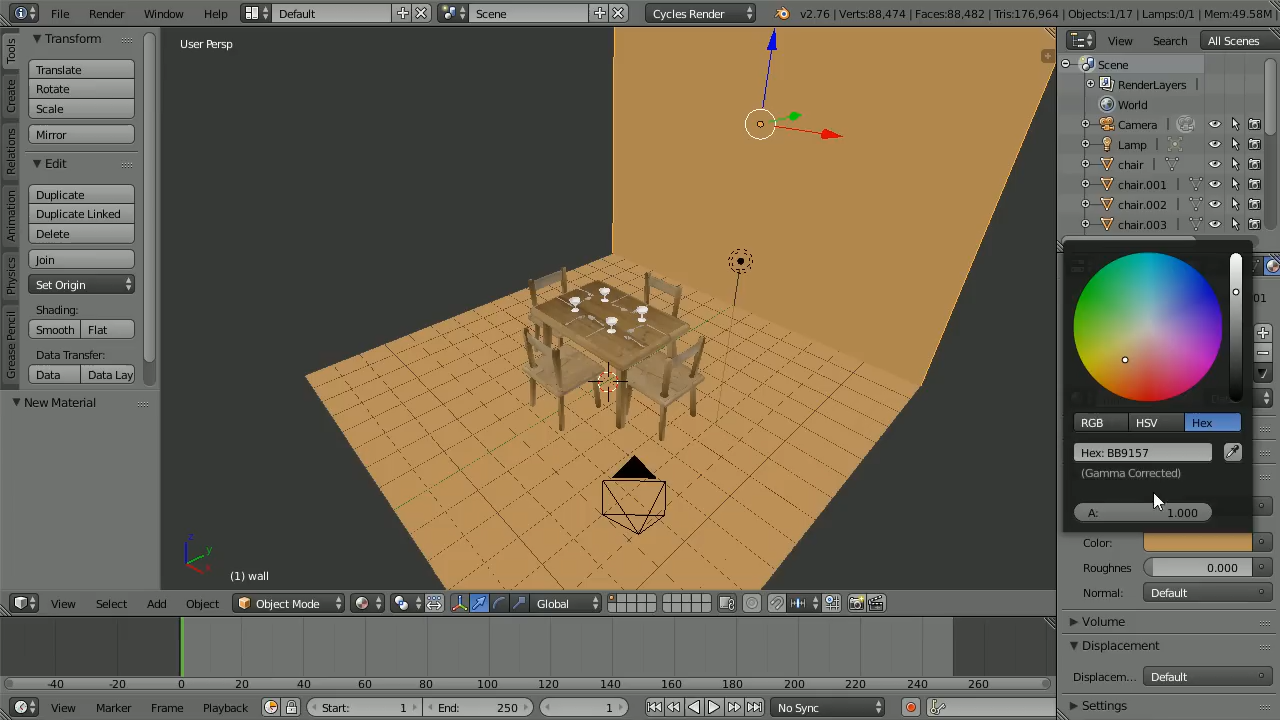 File Render Window Help Default Scene Cycles Render v2.76 | Verts:88,474 | Faces:88,482 | Tris:176,964 | Objects:1/17 | Lamps:0/1 | Mem:49.58M
Transform
Translate
Rotate
Scale
Mirror
Edit
Duplicate
Duplicate Linked
Delete
Join
Set Origin
Shading:
Smooth Flat
Data Transfer:
Data Data Lay
New Material
Tools
Create
Relations
Animation
Physics
Grease Pencil
User Persp
(1) wall
View Search All Scenes
Scene
RenderLayers
World
Camera
Lamp
chair
chair.001
chair.002
chair.003
RGB HSV Hex
Hex: BB9157
(Gamma Corrected)
A: 1.000
Color:
Roughnes 0.000
Normal: Default
Volume
Displacement
Displacem... Default
Settings
View Select Add Object Object Mode Global
-40 -20 0 20 40 60 80 100 120 140 160 180 200 220 240 260
View Marker Frame Playback Start: 1 End: 250 1 No Sync